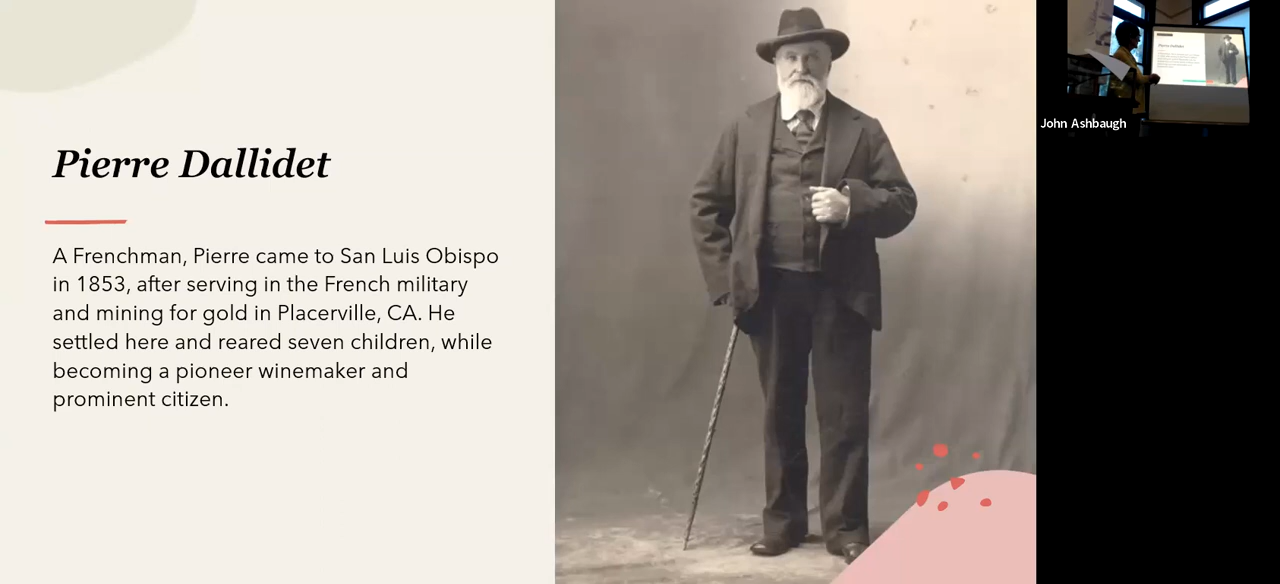 Pierre Dallidet
A Frenchman, Pierre came to San Luis Obispo
in 1853, after serving in the French military
and mining for gold in Placerville, CA. He
settled here and reared seven children, while
becoming a pioneer winemaker and
prominent citizen.
John Ashbaugh